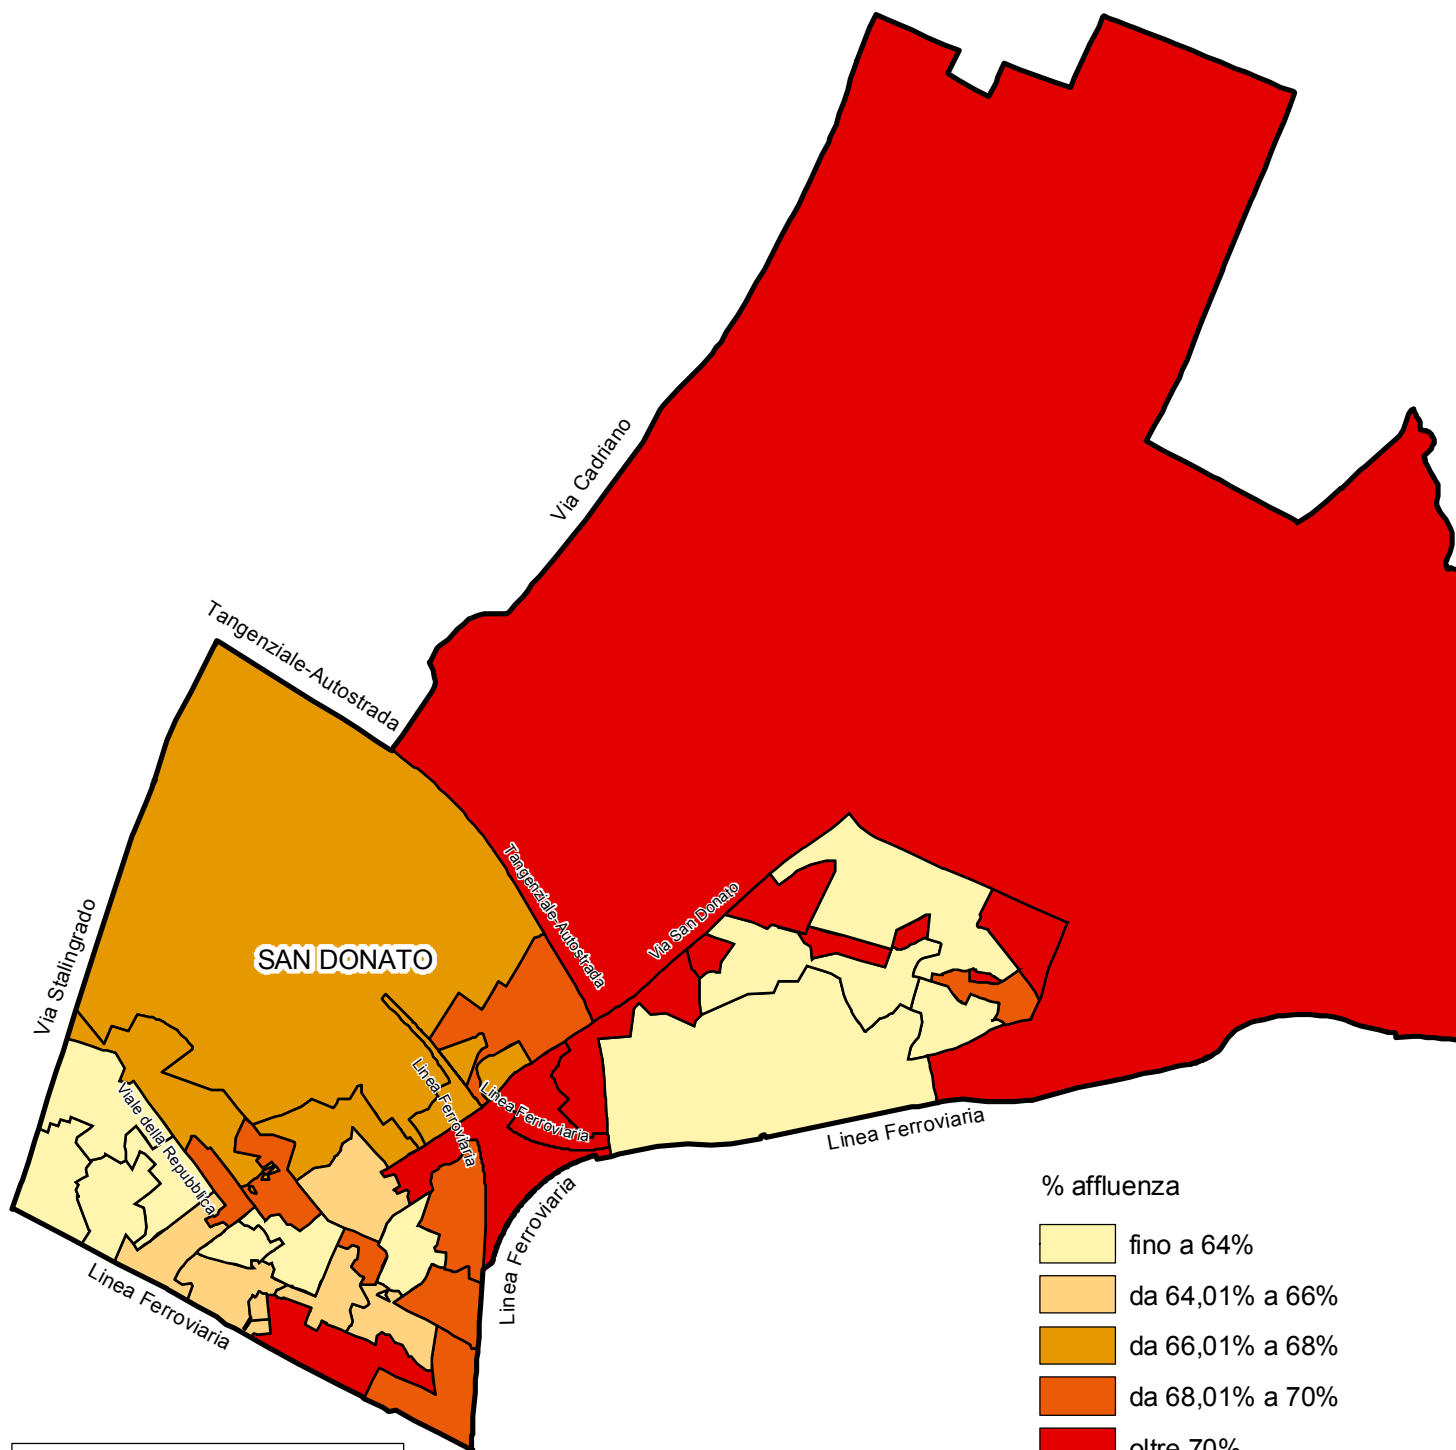 Via Cadriano
Tangenziale-Autostrada
Tangenziale-Autostrada
Via San Donato
Via Stalingrado
SAN DONATO
Linea Ferroviaria
Linea Ferroviaria
Viale della Repubblica
Linea Ferroviaria
Linea Ferroviaria
Linea Ferroviaria
% affluenza
fino a 64%
da 64,01% a 66%
da 66,01% a 68%
da 68,01% a 70%
oltre 70%